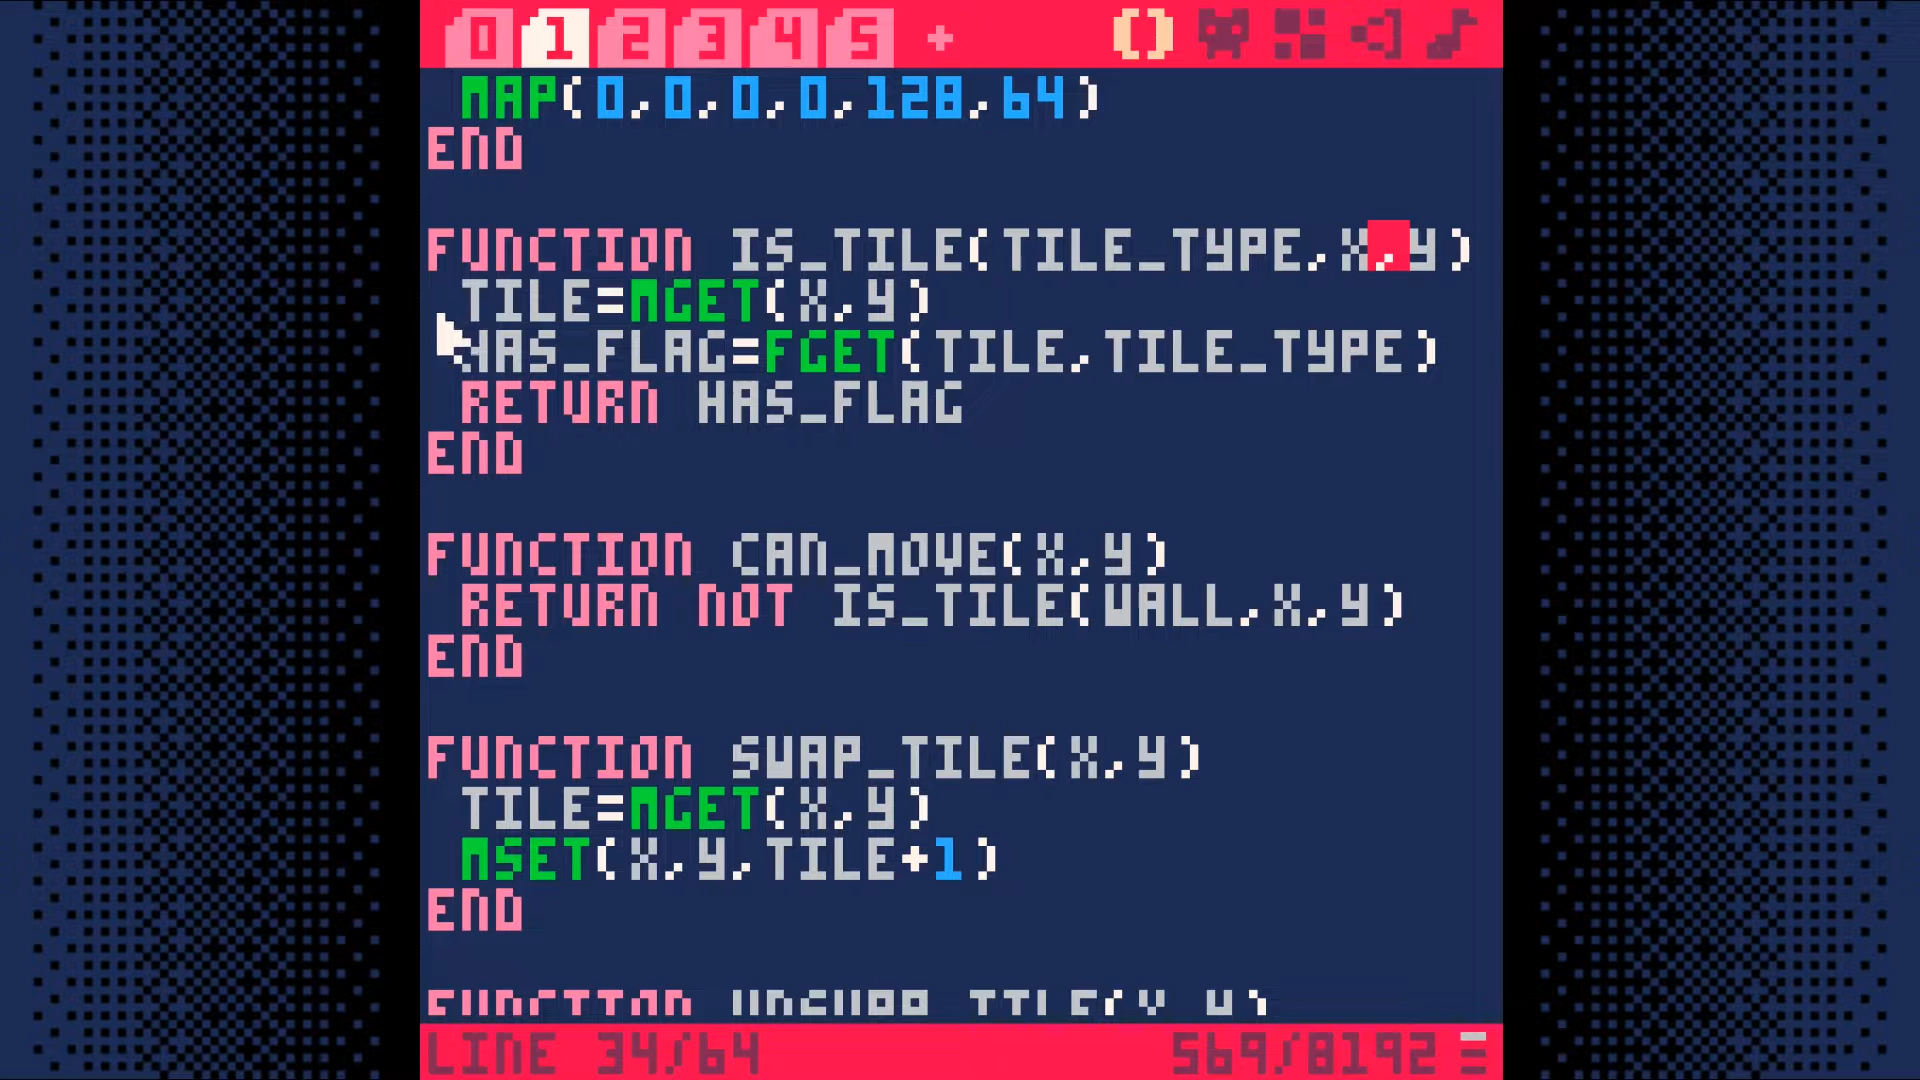 0 1 2 3 4 5 +
MAP(0,0,0,0,128,64)
END
FUNCTION IS_TILE(TILE_TYPE,X,Y)
TILE=MGET(X,Y)
HAS_FLAG=FGET(TILE,TILE_TYPE)
RETURN HAS_FLAG
END
FUNCTION CAN_MOVE(X,Y)
RETURN NOT IS_TILE(WALL,X,Y)
END
FUNCTION SWAP_TILE(X,Y)
TILE=MGET(X,Y)
MSET(X,Y,TILE+1)
END
FUNCTION UNSWAP_TILE(X,Y)
LINE 34/64
569/8192